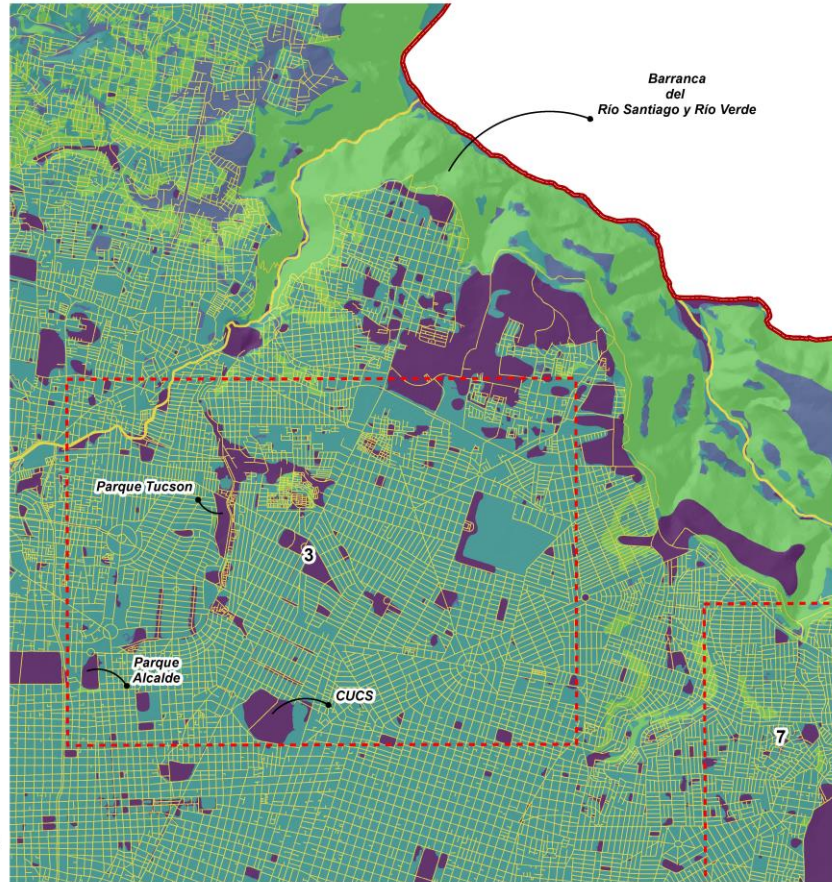 Barranca
del
Río Santiago y Río Verde
Parque Tucson
3
Parque
Alcalde
CUCS
7